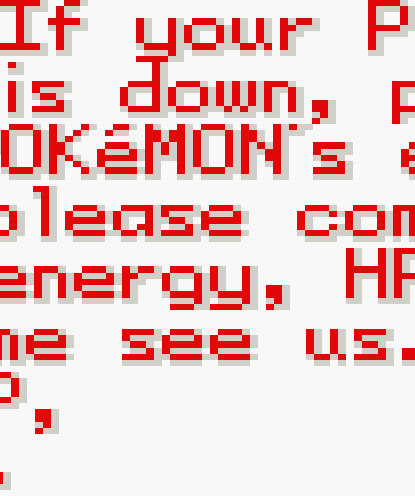 If your P
is down, p
OKéMON's e
please com
energy, HP
me see us.
P,